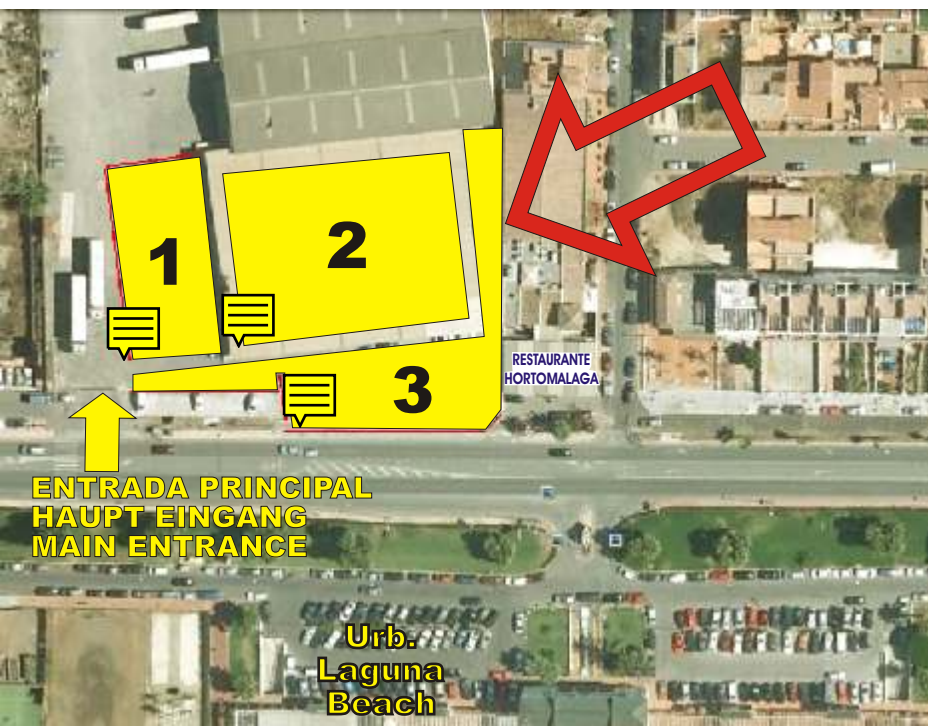 1
2
3
RESTAURANTE
HORTOMALAGA
ENTRADA PRINCIPAL
HAUPT EINGANG
MAIN ENTRANCE
Urb.
Laguna
Beach